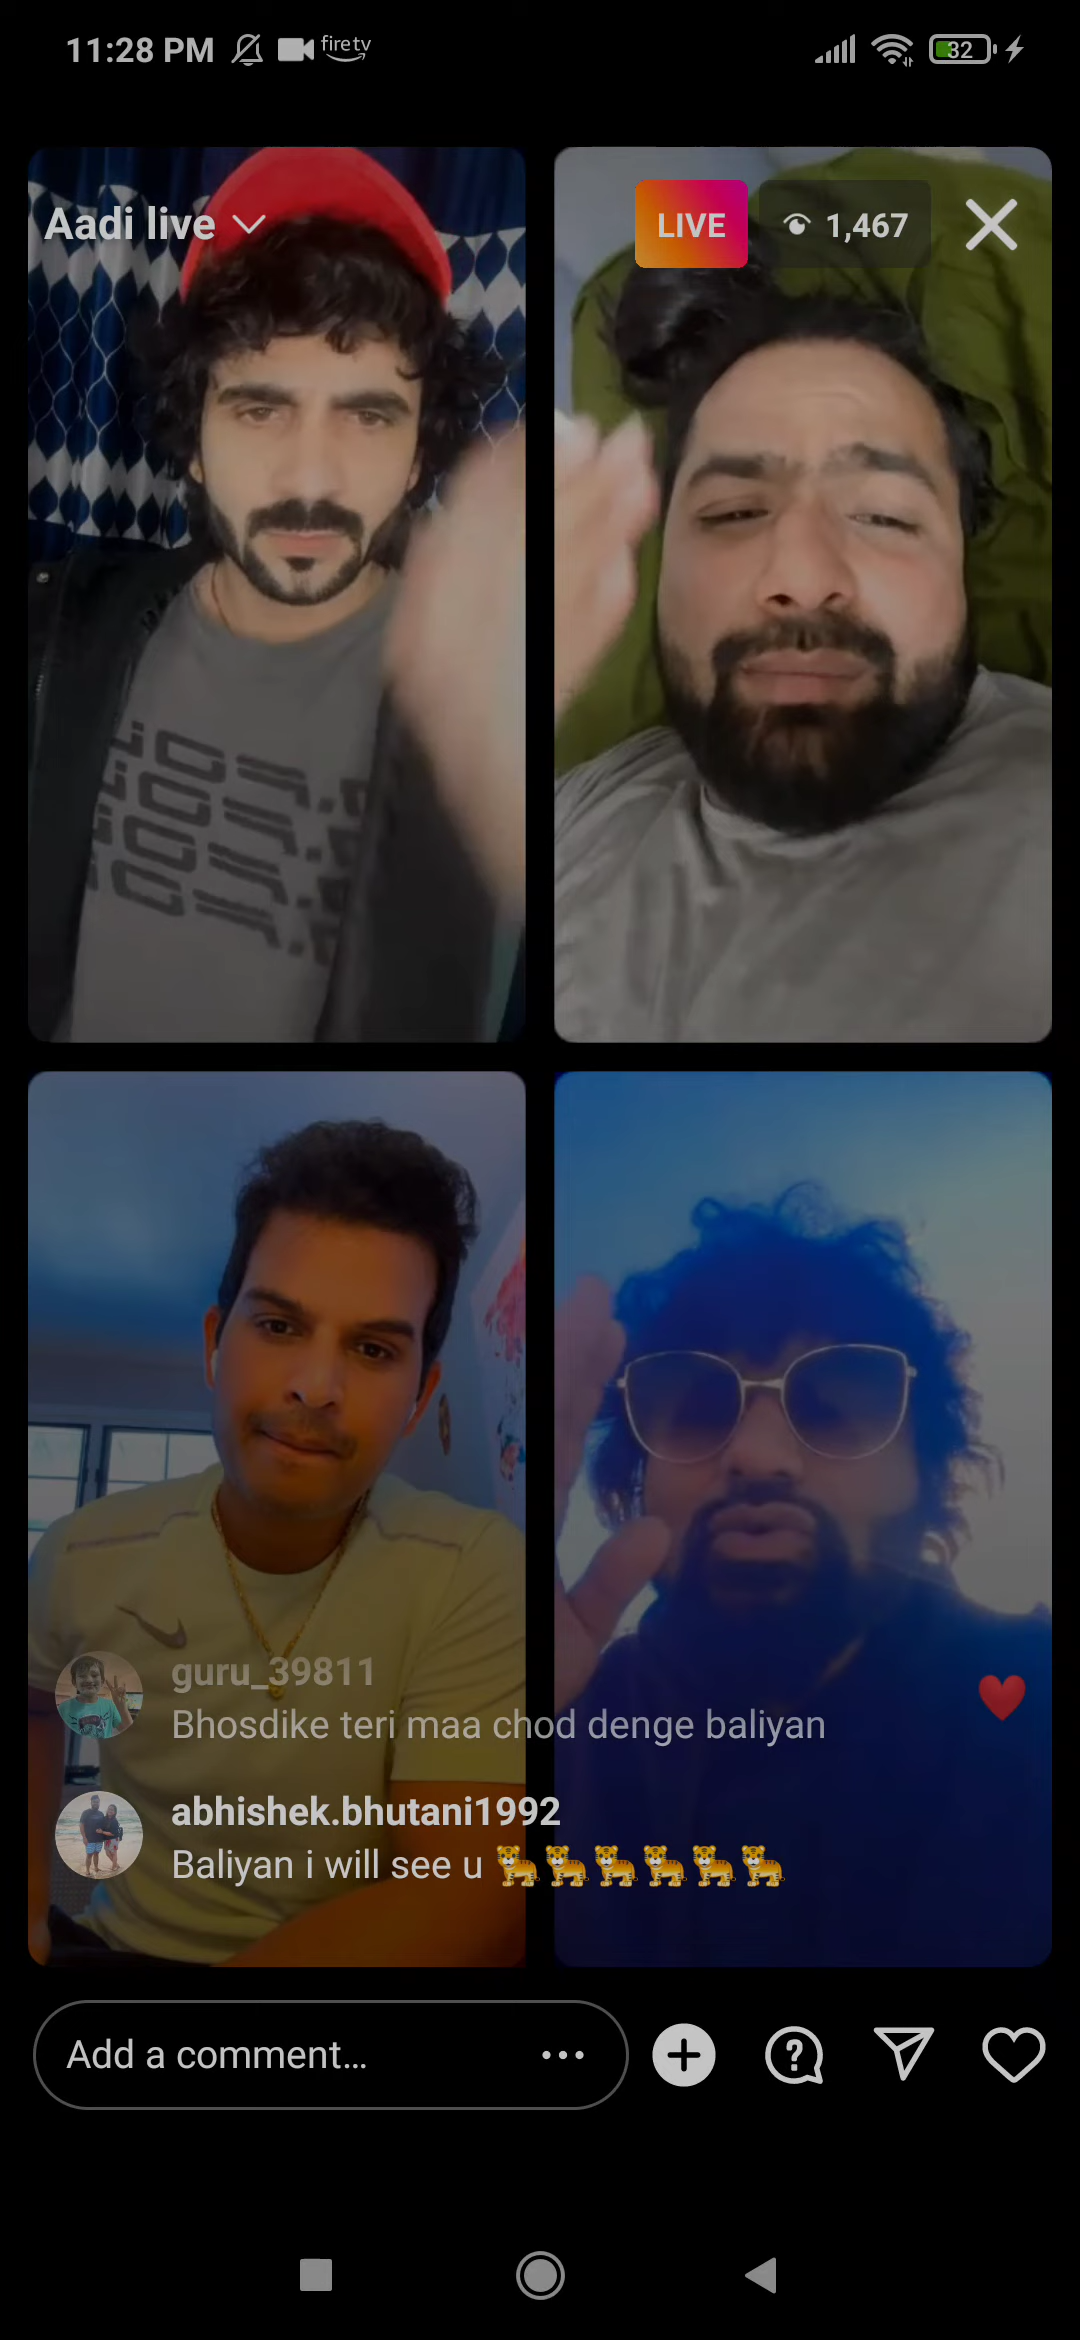 11:28 PM firetv 32
Aadi live LIVE 1,467
guru_39811
Bhosdike teri maa chod denge baliyan
abhishek.bhutani1992
Baliyan i will see u 🐅🐅🐅🐅🐅🐅
Add a comment...